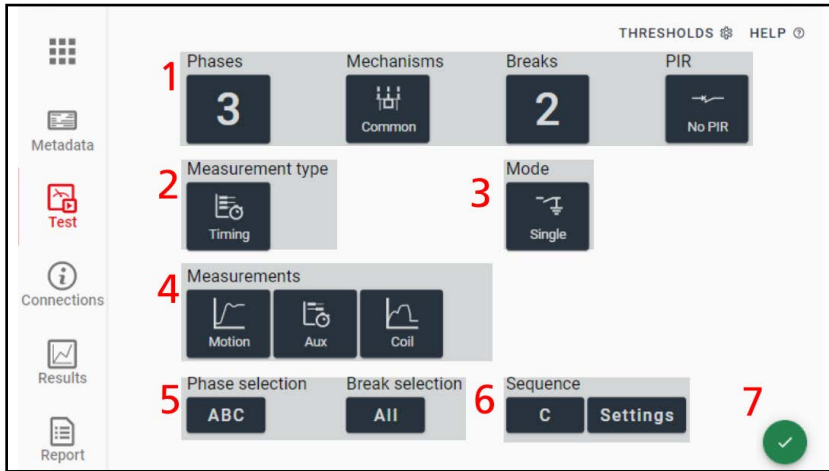 THRESHOLDS HELP
1 Phases Mechanisms Breaks PIR
3 Common 2 No PIR
Metadata
2 Measurement type 3 Mode
Timing Single
Test
4 Measurements
Motion Aux Coil
Connections
Results
5 Phase selection Break selection 6 Sequence 7
ABC All C Settings
Report